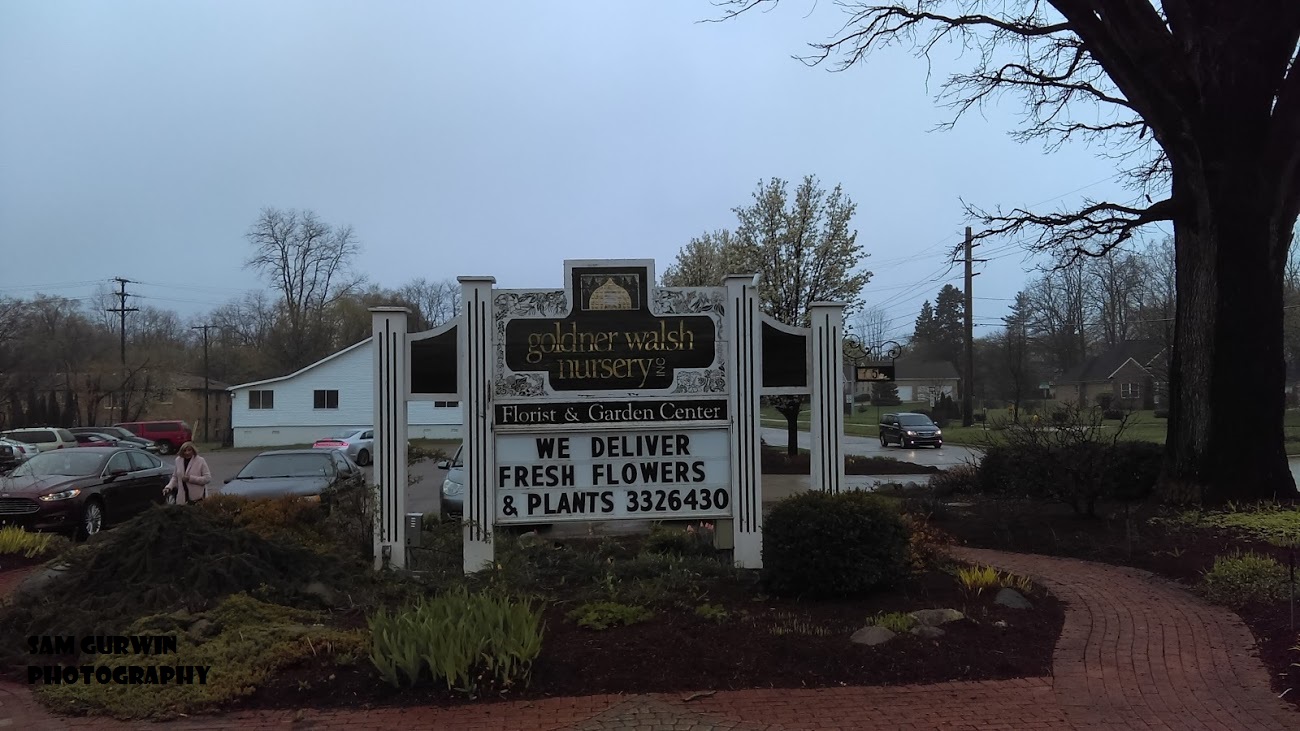 goldner walsh
nursery INC
Florist & Garden Center
WE DELIVER
FRESH FLOWERS
& PLANTS 3326430
SAM GURWIN
PHOTOGRAPHY